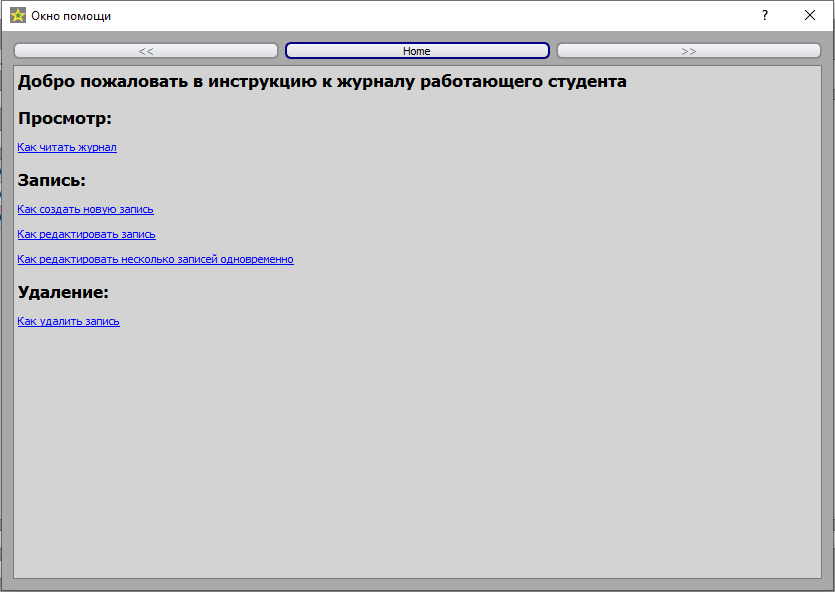 Окно помощи
?
<<
Home
>>
Добро пожаловать в инструкцию к журналу работающего студента
Просмотр:
Как читать журнал
Запись:
Как создать новую запись
Как редактировать запись
Как редактировать несколько записей одновременно
Удаление:
Как удалить запись